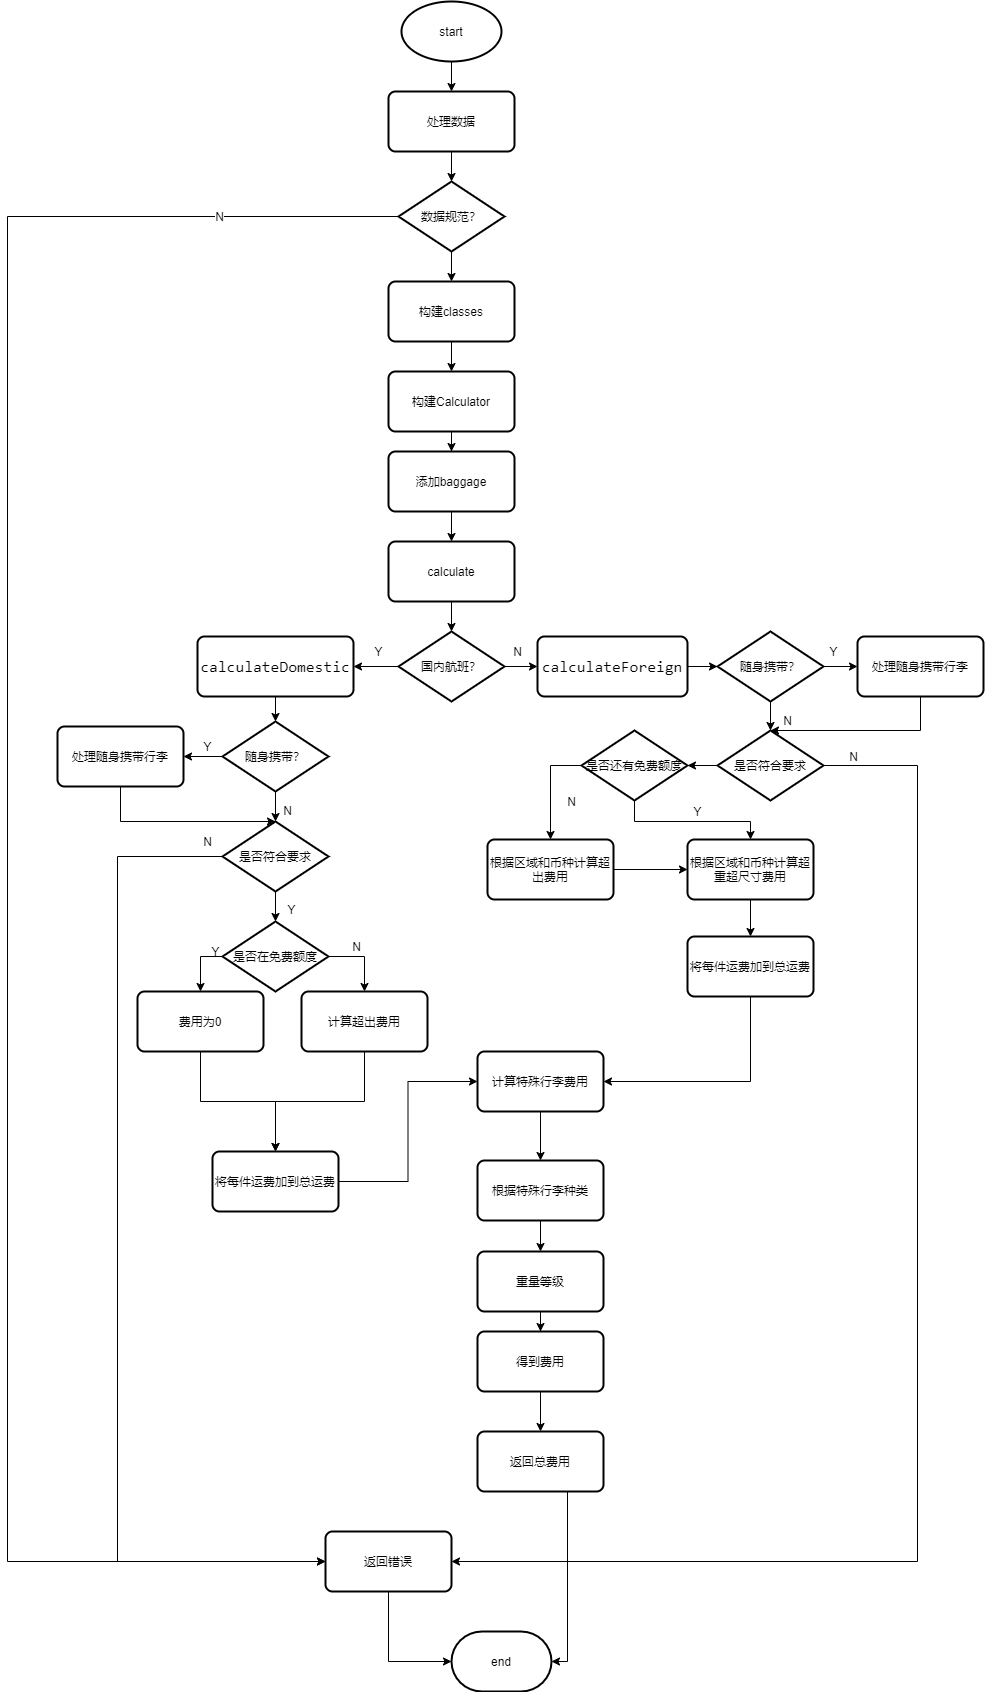 start
处理数据
N
数据规范?
构建classes
构建Calculator
添加baggage
calculate
calculateDomestic
Y
国内航班?
N
calculateForeign
随身携带?
Y
处理随身携带行李
N
处理随身携带行李
Y
随身携带?
N
是否还有免费额度
是否符合要求
N
N
Y
N
是否符合要求
根据区域和币种计算超
出费用
根据区域和币种计算超
重超尺寸费用
Y
Y
是否在免费额度
N
将每件运费加到总运费
费用为0
计算超出费用
计算特殊行李费用
将每件运费加到总运费
根据特殊行李种类
重量等级
得到费用
返回总费用
返回错误
end